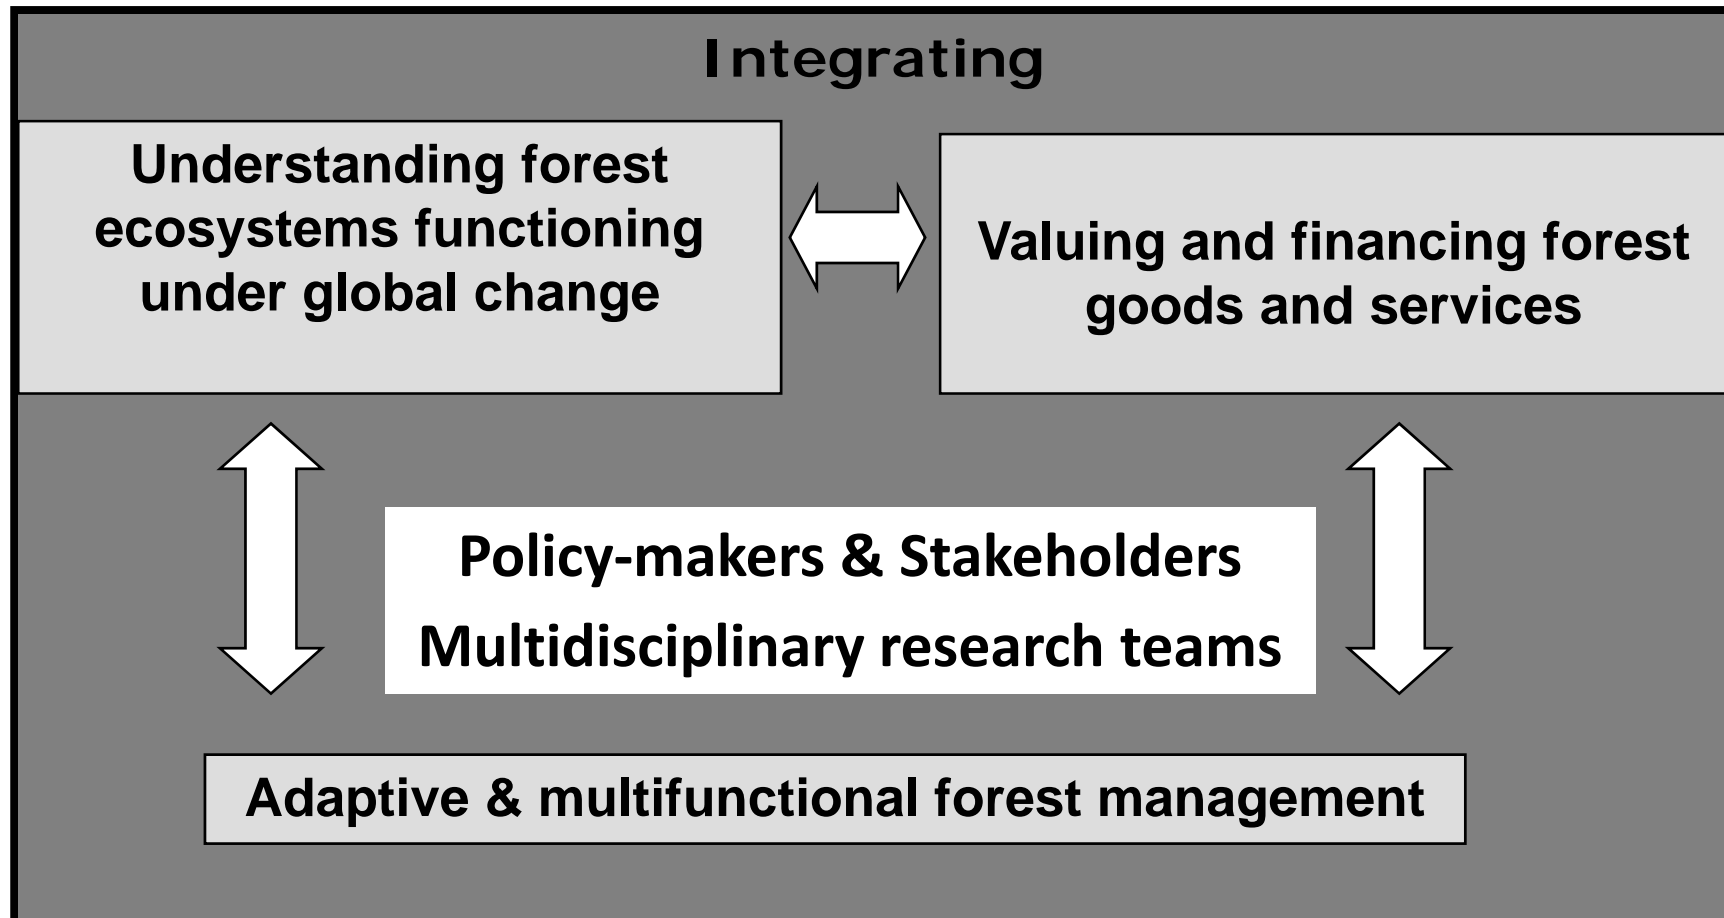 Integrating
Understanding forest
ecosystems functioning
under global change
Valuing and financing forest
goods and services
Policy-makers & Stakeholders
Multidisciplinary research teams
Adaptive & multifunctional forest management